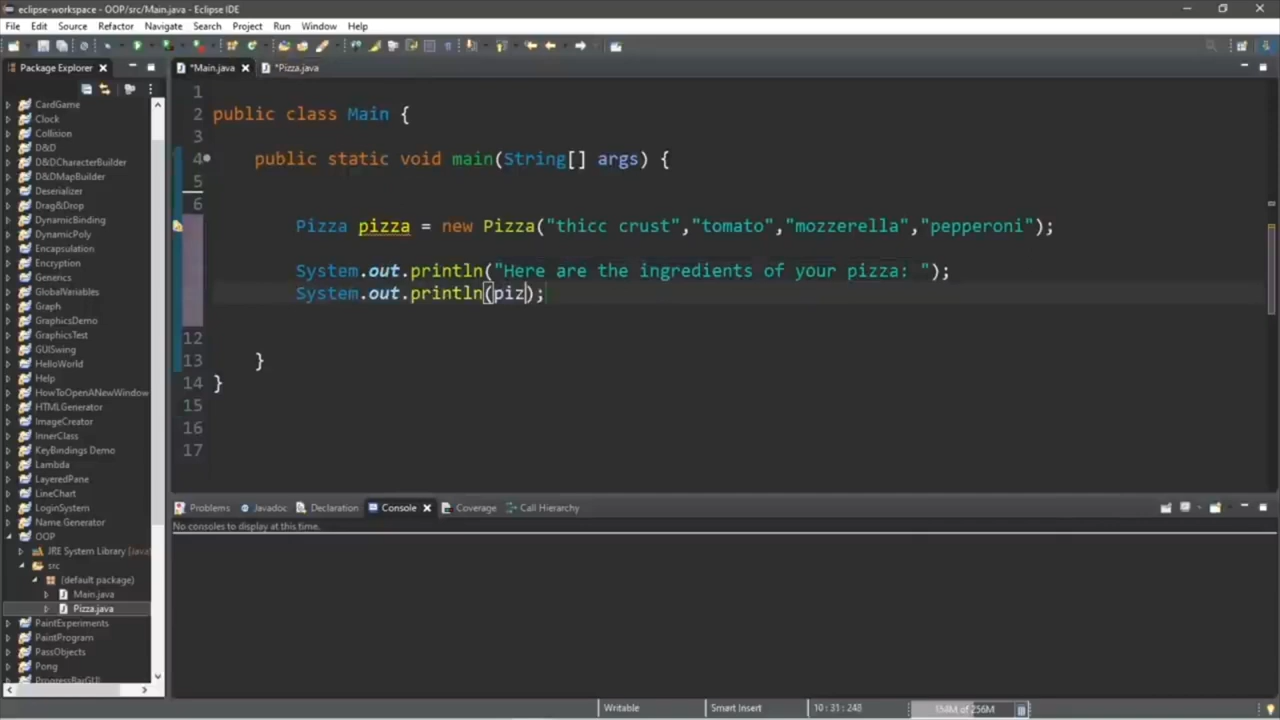 eclipse-workspace - OOP/src/Main.java - Eclipse IDE
File Edit Source Refactor Navigate Search Project Run Window Help
Package Explorer
*Main.java
*Pizza.java
CardGame
Clock
Collision
D&D
D&DCharacterBuilder
D&DMapBuilder
Deserializer
Drag&Drop
DynamicBinding
DynamicPoly
Encapsulation
Encryption
Generics
GlobalVariables
Graph
GraphicsDemo
GraphicsTest
GUISwing
HelloWorld
Help
HowToOpenANewWindow
HTMLGenerator
ImageCreator
InnerClass
KeyBindings Demo
Lambda
LayeredPane
LineChart
LoginSystem
Name Generator
OOP
JRE System Library [Java
src
(default package)
Main.java
Pizza.java
PaintExperiments
PaintProgram
PassObjects
Pong
ProgressBarGUI
1
2 public class Main {
3
4 public static void main(String[] args) {
5
6
Pizza pizza = new Pizza("thicc crust","tomato","mozzerella","pepperoni");
System.out.println("Here are the ingredients of your pizza: ");
System.out.println(piz);
12
13 }
14 }
15
16
17
Problems Javadoc Declaration Console Coverage Call Hierarchy
No consoles to display at this time.
Writable Smart Insert 10 : 31 : 248 154M of 256M